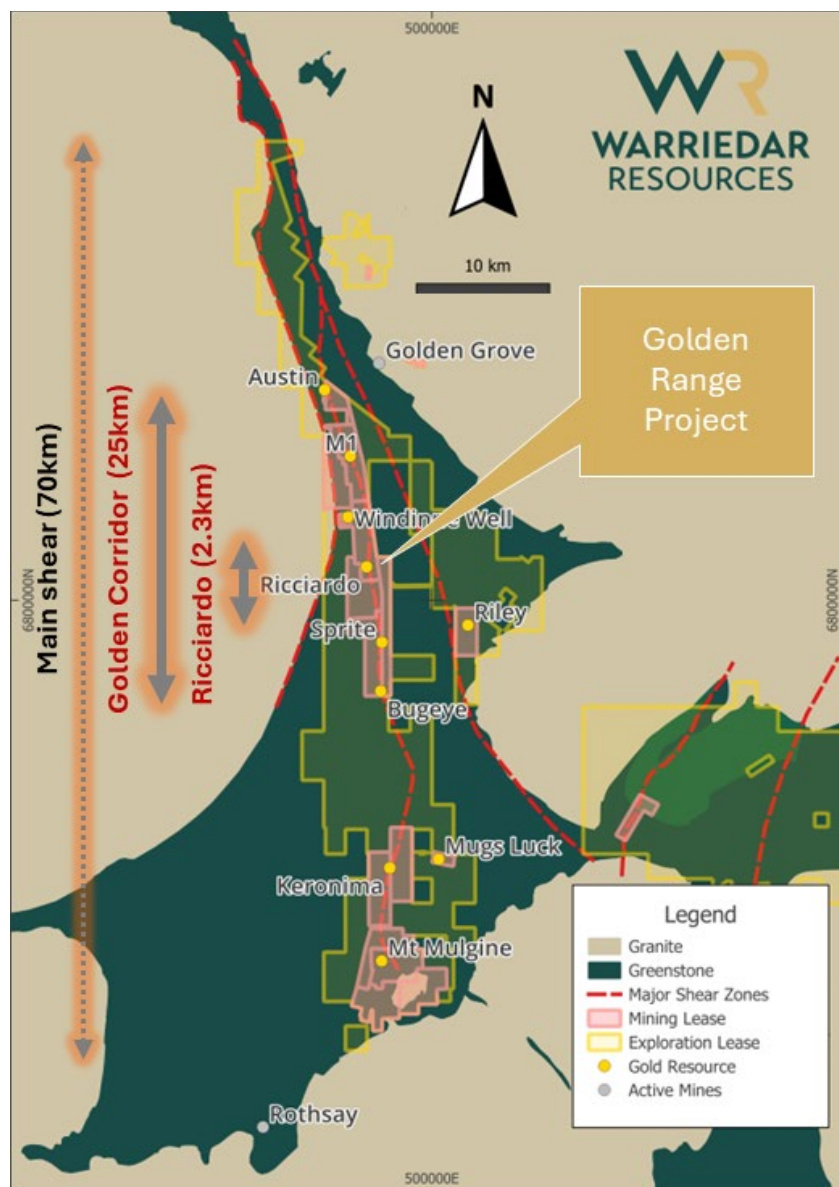 500000E
WR
WARRIEDAR
RESOURCES
N
10 km
Golden
Range
Project
Golden Grove
Austin
M1
Windinne Well
Ricciardo
6800000N
6800000N
Sprite
Riley
Bugeye
Main shear (70km)
Golden Corridor (25km)
Ricciardo (2.3km)
Mugs Luck
Keronima
Mt Mulgine
Rothsay
Legend
Granite
Greenstone
Major Shear Zones
Mining Lease
Exploration Lease
Gold Resource
Active Mines
500000E